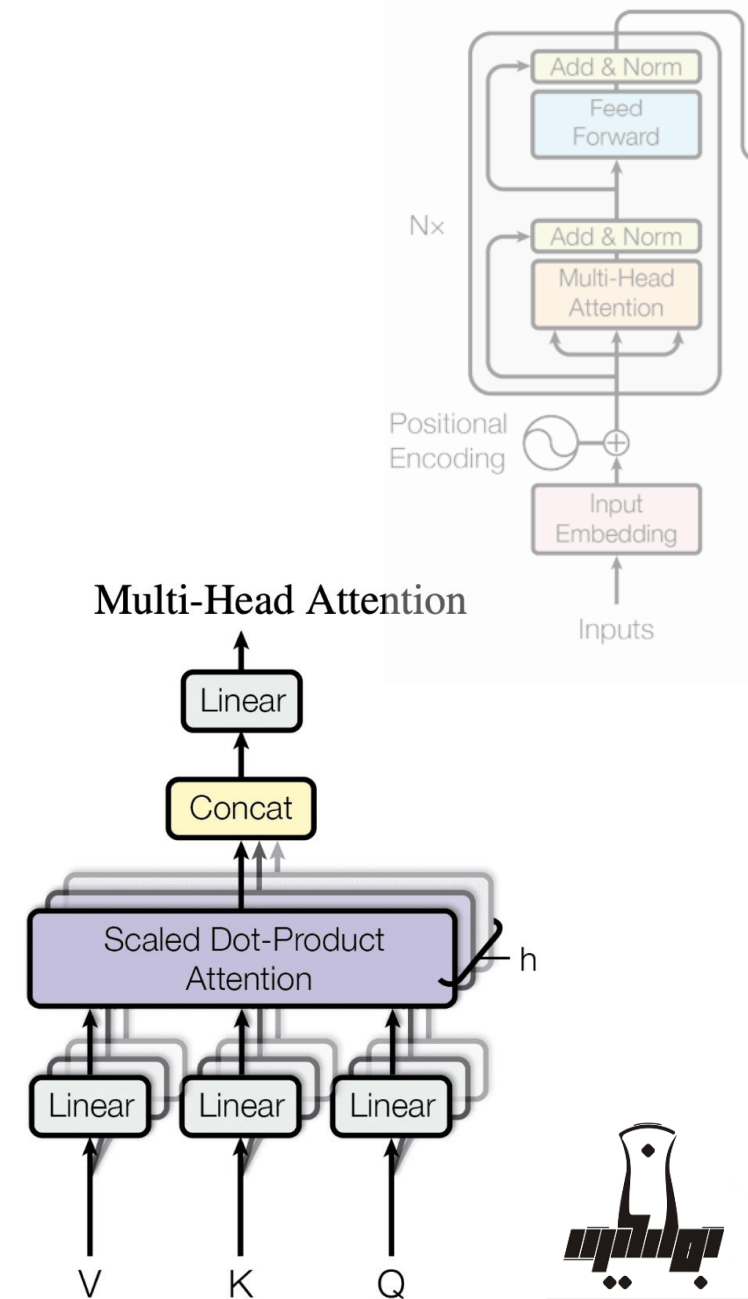 Add & Norm
Feed
Forward
Nx
Add & Norm
Multi-Head
Attention
Positional
Encoding
Input
Embedding
Inputs
Multi-Head Attention
Linear
Concat
Scaled Dot-Product
Attention
h
Linear Linear Linear
V K Q